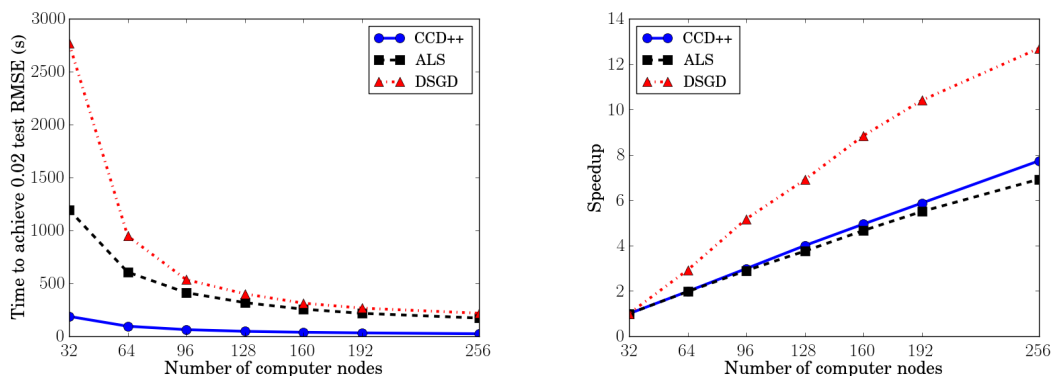 Time to achieve 0.02 test RMSE (s)
3000
2500
2000
1500
1000
500
0
32
64
96
128
160
192
256
Number of computer nodes
CCD++
ALS
DSGD
Speedup
14
12
10
8
6
4
2
0
32
64
96
128
160
192
256
Number of computer nodes
CCD++
ALS
DSGD